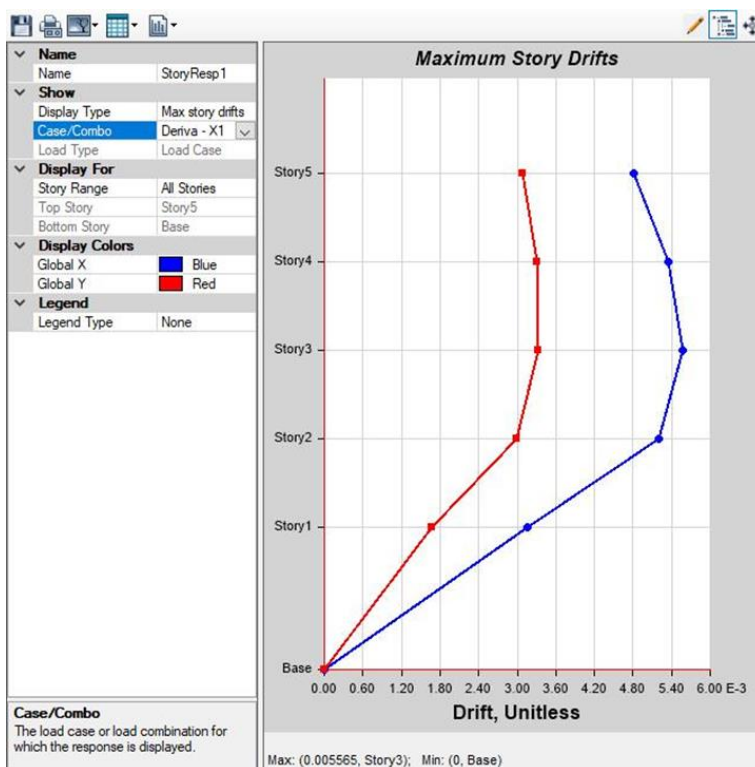 Name
Name StoryResp1
Show
Display Type Max story drifts
Case/Combo Deriva - X1
Load Type Load Case
Display For
Story Range All Stories
Top Story Story5
Bottom Story Base
Display Colors
Global X Blue
Global Y Red
Legend
Legend Type None
Case/Combo
The load case or load combination for
which the response is displayed.
Maximum Story Drifts
Story5
Story4
Story3
Story2
Story1
Base
0.00 0.60 1.20 1.80 2.40 3.00 3.60 4.20 4.80 5.40 6.00 E-3
Drift, Unitless
Max: (0.005565, Story3); Min: (0, Base)